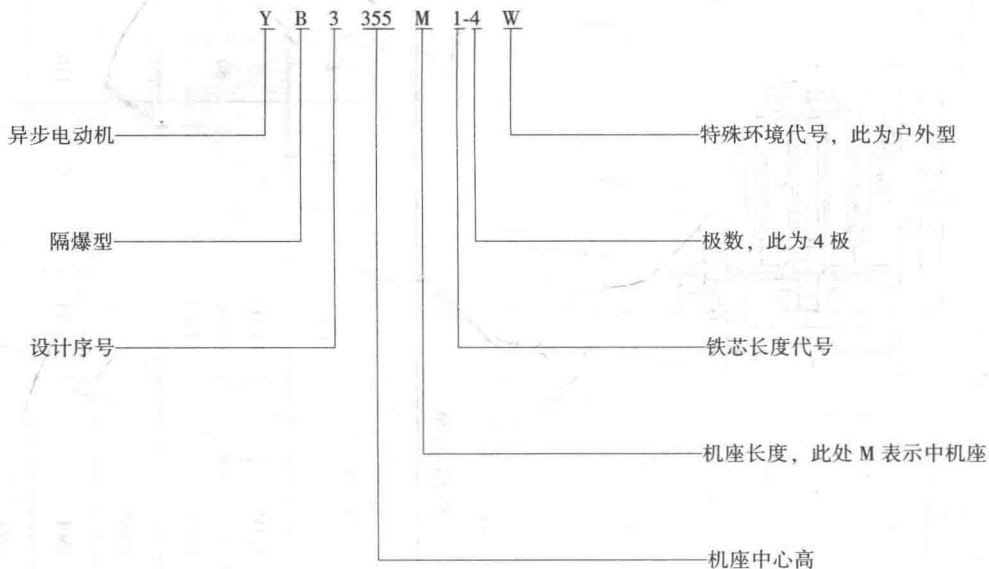 Y B 3 355 M 1-4 W
异步电动机
特殊环境代号，此为户外型
隔爆型
极数，此为4极
设计序号
铁芯长度代号
机座长度，此处 M 表示中机座
机座中心高